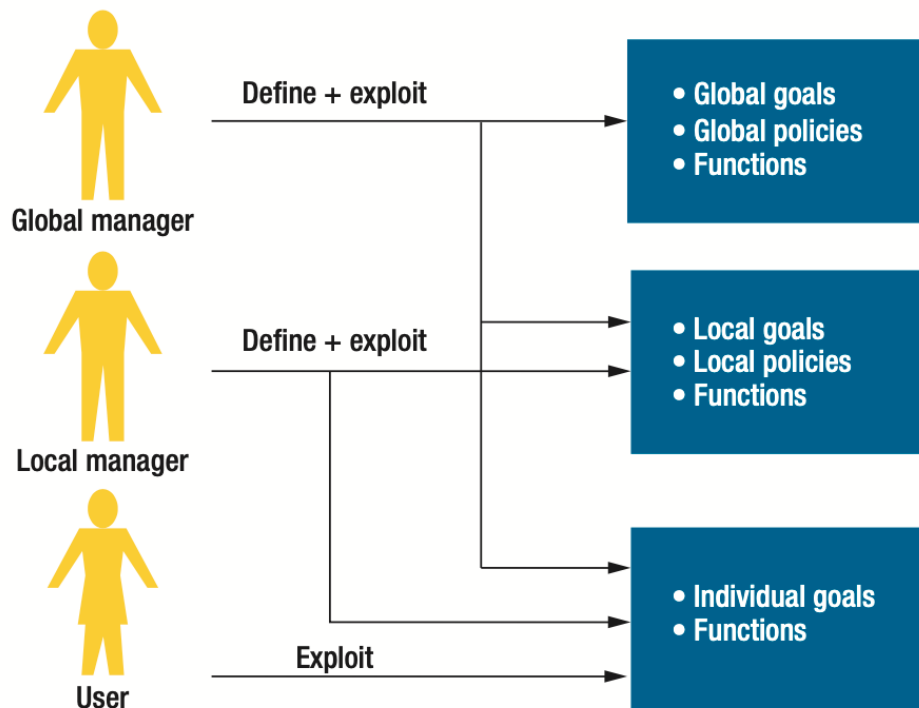 Define + exploit
• Global goals
• Global policies
• Functions
Global manager
Define + exploit
• Local goals
• Local policies
• Functions
Local manager
• Individual goals
• Functions
Exploit
User